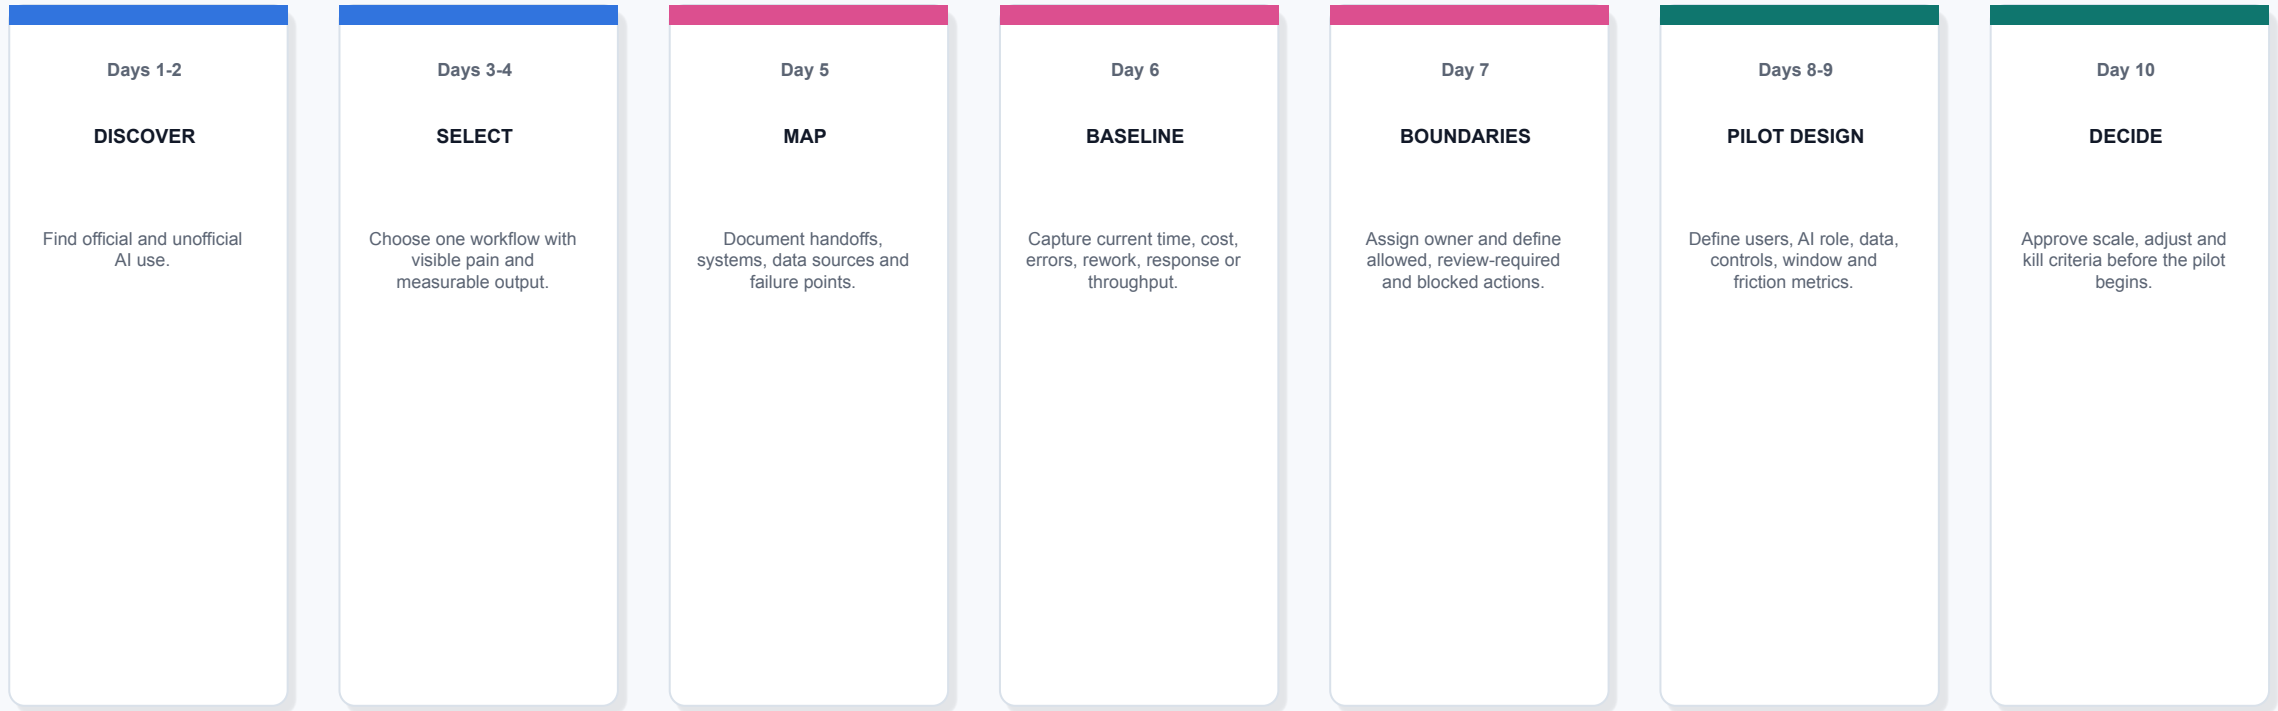 Days 1-2
DISCOVER
Find official and unofficial
AI use.
Days 3-4
SELECT
Choose one workflow with
visible pain and
measurable output.
Day 5
MAP
Document handoffs,
systems, data sources and
failure points.
Day 6
BASELINE
Capture current time, cost,
errors, rework, response or
throughput.
Day 7
BOUNDARIES
Assign owner and define
allowed, review-required
and blocked actions.
Days 8-9
PILOT DESIGN
Define users, AI role, data,
controls, window and
friction metrics.
Day 10
DECIDE
Approve scale, adjust and
kill criteria before the pilot
begins.